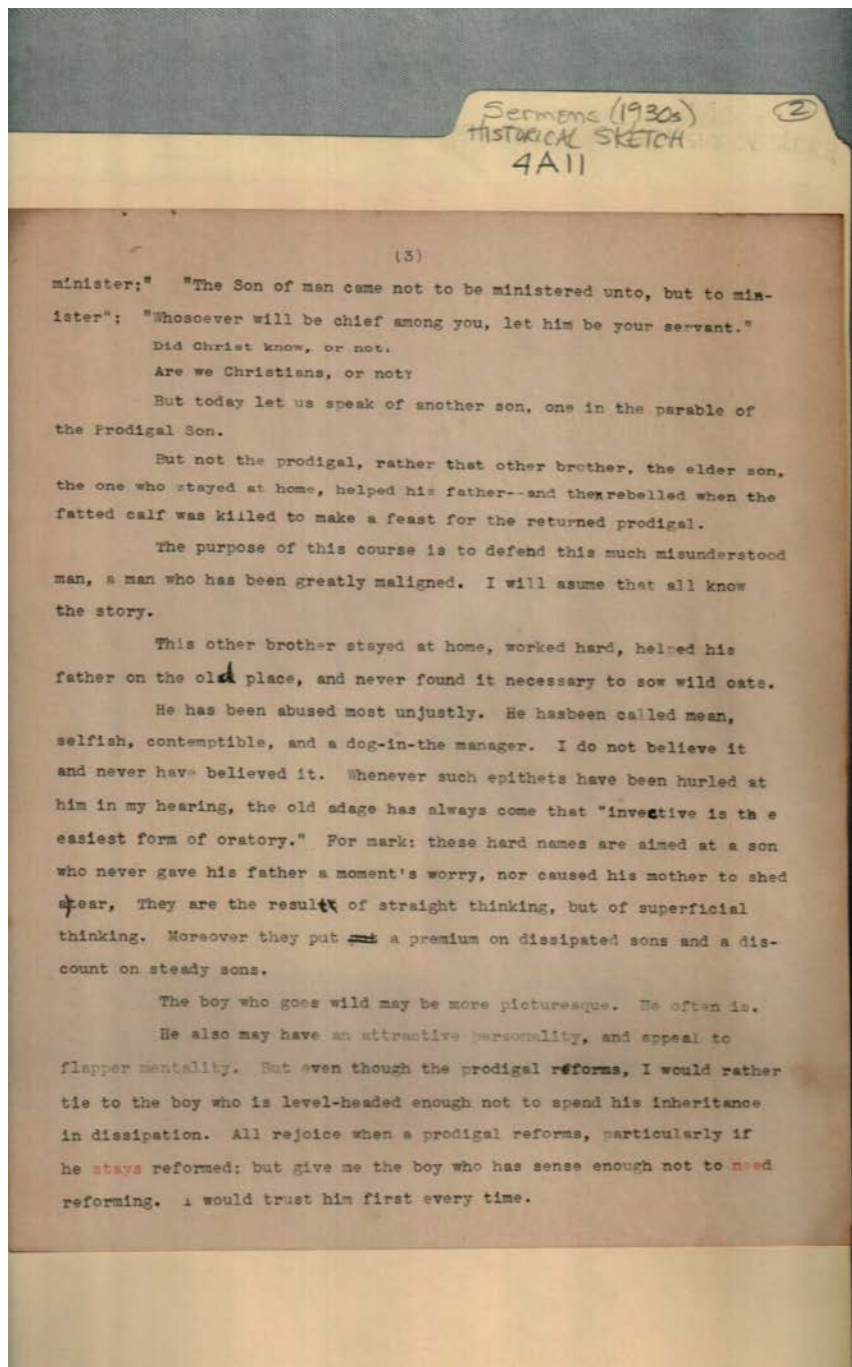 Sermons (1930s)
2
HISTORICAL SKETCH
4A11
(3)
minister;" "The Son of man came not to be ministered unto, but to min-
ister"; "Whosoever will be chief among you, let him be your servant."
Did Christ know, or not.
Are we Christians, or not?
But today let us speak of another son, one in the parable of
the Prodigal Son.
But not the prodigal, rather that other brother, the elder son,
the one who stayed at home, helped his father--and then rebelled when the
fatted calf was killed to make a feast for the returned prodigal.
The purpose of this course is to defend this much misunderstood
man, a man who has been greatly maligned. I will asume that all know
the story.
This other brother stayed at home, worked hard, helped his
father on the old place, and never found it necessary to sow wild oats.
He has been abused most unjustly. He hasbeen called mean,
selfish, contemptible, and a dog-in-the manager. I do not believe it
and never have believed it. Whenever such epithets have been hurled at
him in my hearing, the old adage has always come that "invective is th e
easiest form of oratory." For mark: these hard names are aimed at a son
who never gave his father a moment's worry, nor caused his mother to shed
a tear, They are the result of straight thinking, but of superficial
thinking. Moreover they put a premium on dissipated sons and a dis-
count on steady sons.
The boy who goes wild may be more picturesque. He often is.
He also may have an attractive personality, and appeal to
flapper mentality. But even though the prodigal reforms, I would rather
tie to the boy who is level-headed enough not to spend his inheritance
in dissipation. All rejoice when a prodigal reforms, particularly if
he stays reformed: but give me the boy who has sense enough not to need
reforming. I would trust him first every time.